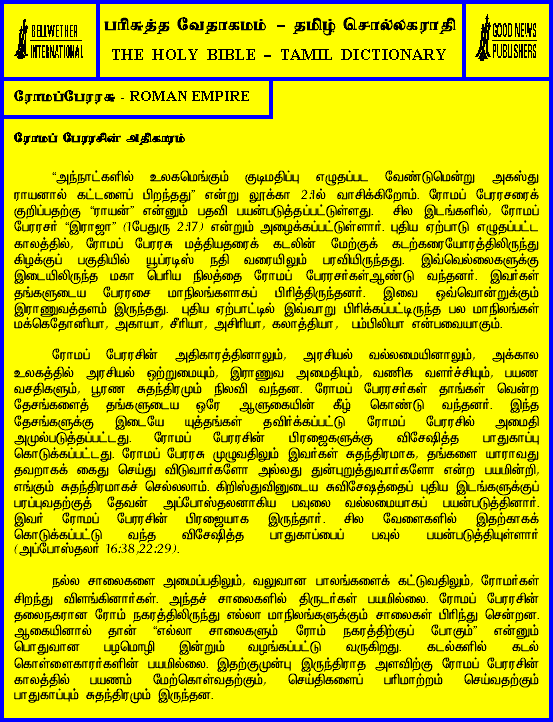 BELLWETHER
INTERNATIONAL
பரிசுத்த வேதாகமம் – தமிழ் சொல்லகராதி
THE HOLY BIBLE – TAMIL DICTIONARY
GOOD NEWS
PUBLISHERS
ரோமப்பேரரசு - ROMAN EMPIRE
ரோமப் பேரரசின் அதிகாரம்
“அந்நாட்களில் உலகமெங்கும் குடிமதிப்பு எழுதப்பட வேண்டுமென்று அகஸ்து
ராயனால் கட்டளைப் பிறந்தது” என்று லூக்கா 2:1ல் வாசிக்கிறோம். ரோமப் பேரரசரைக்
குறிப்பதற்கு “ராயன்” என்னும் பதவி பயன்படுத்தப்பட்டுள்ளது. சில இடங்களில், ரோமப்
பேரரசர் “இராஜா” (1பேதுரு 2:17) என்றும் அழைக்கப்பட்டுள்ளார். புதிய ஏற்பாடு எழுதப்பட்ட
காலத்தில், ரோமப் பேரரசு மத்தியதரைக் கடலின் மேற்குக் கடற்கரையோரத்திலிருந்து
கிழக்குப் பகுதியில் யூப்ரடிஸ் நதி வரையிலும் பரவியிருந்தது. இவ்வெல்லைகளுக்கு
இடையிலிருந்த மகா பெரிய நிலத்தை ரோமப் பேரரசர்கள்ஆண்டு வந்தனர். இவர்கள்
தங்களுடைய பேரரசை மாநிலங்களாகப் பிரித்திருந்தனர். இவை ஒவ்வொன்றுக்கும்
இராணுவத்தளம் இருந்தது. புதிய ஏற்பாட்டில் இவ்வாறு பிரிக்கப்பட்டிருந்த பல மாநிலங்கள்
மக்கெதோனியா, அகாயா, சீரியா, அசிரியா, கலாத்தியா, பம்பிலியா என்பவையாகும்.
ரோமப் பேரரசின் அதிகாரத்தினாலும், அரசியல் வல்லமையினாலும், அக்கால
உலகத்தில் அரசியல் ஒற்றுமையும், இராணுவ அமைதியும், வணிக வளர்ச்சியும், பயண
வசதிகளும், பூரண சுதந்திரமும் நிலவி வந்தன. ரோமப் பேரரசர்கள் தாங்கள் வென்ற
தேசங்களைத் தங்களுடைய ஒரே ஆளுகையின் கீழ் கொண்டு வந்தனர். இந்த
தேசங்களுக்கு இடையே யுத்தங்கள் தவிர்க்கப்பட்டு ரோமப் பேரரசில் அமைதி
அமுல்படுத்தப்பட்டது. ரோமப் பேரரசின் பிரஜைகளுக்கு விசேஷித்த பாதுகாப்பு
கொடுக்கப்பட்டது. ரோமப் பேரரசு முழுவதிலும் இவர்கள் சுதந்திரமாக, தங்களை யாராவது
தவறாகக் கைது செய்து விடுவார்களோ அல்லது துன்புறுத்துவார்களோ என்ற பயமின்றி,
எங்கும் சுதந்திரமாகச் செல்லலாம். கிறிஸ்துவினுடைய சுவிசேஷத்தைப் புதிய இடங்களுக்குப்
பரப்புவதற்குத் தேவன் அப்போஸ்தலனாகிய பவுலை வல்லமையாகப் பயன்படுத்தினார்.
இவர் ரோமப் பேரரசின் பிரஜையாக இருந்தார். சில வேளைகளில் இதற்காகக்
கொடுக்கப்பட்டு வந்த விசேஷித்த பாதுகாப்பைப் பவுல் பயன்படுத்தியுள்ளார்
(அப்போஸ்தலர் 16:38,22:29).
நல்ல சாலைகளை அமைப்பதிலும், வலுவான பாலங்களைக் கட்டுவதிலும், ரோமர்கள்
சிறந்து விளங்கினார்கள். அந்தச் சாலைகளில் திருடர்கள் பயமில்லை. ரோமப் பேரரசின்
தலைநகரான ரோம் நகரத்திலிருந்து எல்லா மாநிலங்களுக்கும் சாலைகள் பிரிந்து சென்றன.
ஆகையினால் தான் “எல்லா சாலைகளும் ரோம் நகரத்திற்குப் போகும்” என்னும்
பொதுவான பழமொழி இன்றும் வழங்கப்பட்டு வருகிறது. கடல்களில் கடல்
கொள்ளைகாரர்களின் பயமில்லை. இதற்குமுன்பு இருந்திராத அளவிற்கு ரோமப் பேரரசின்
காலத்தில் பயணம் மேற்கொள்வதற்கும், செய்திகளைப் பரிமாற்றம் செய்வதற்கும்
பாதுகாப்பும் சுதந்திரமும் இருந்தன.